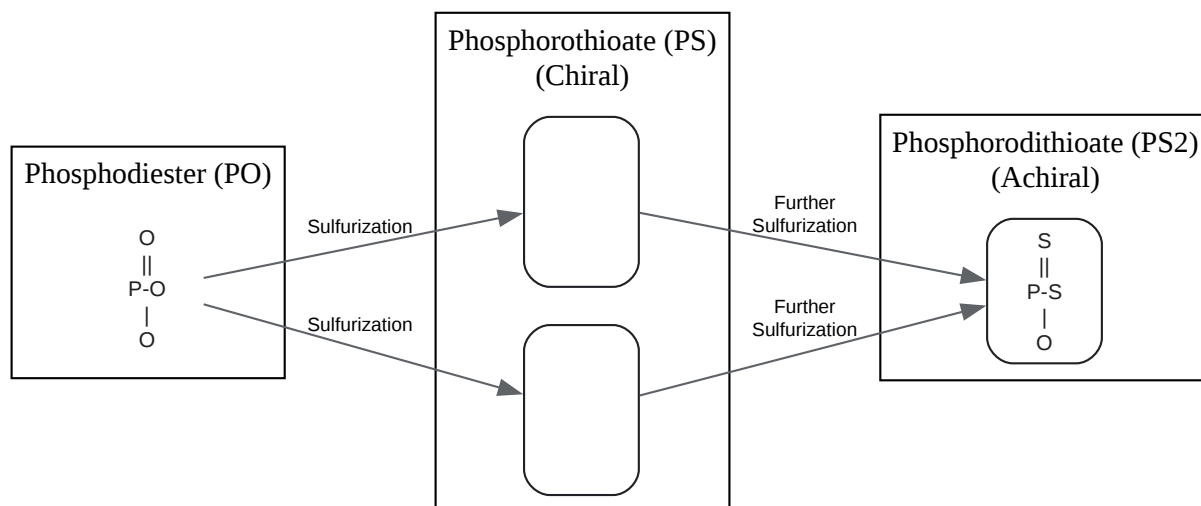 Phosphodiester (PO)
O
||
P-O
|
O
Sulfurization
Sulfurization
Phosphorothioate (PS)
(Chiral)
Further
Sulfurization
Further
Sulfurization
Phosphorodithioate (PS2)
(Achiral)
S
||
P-S
|
O